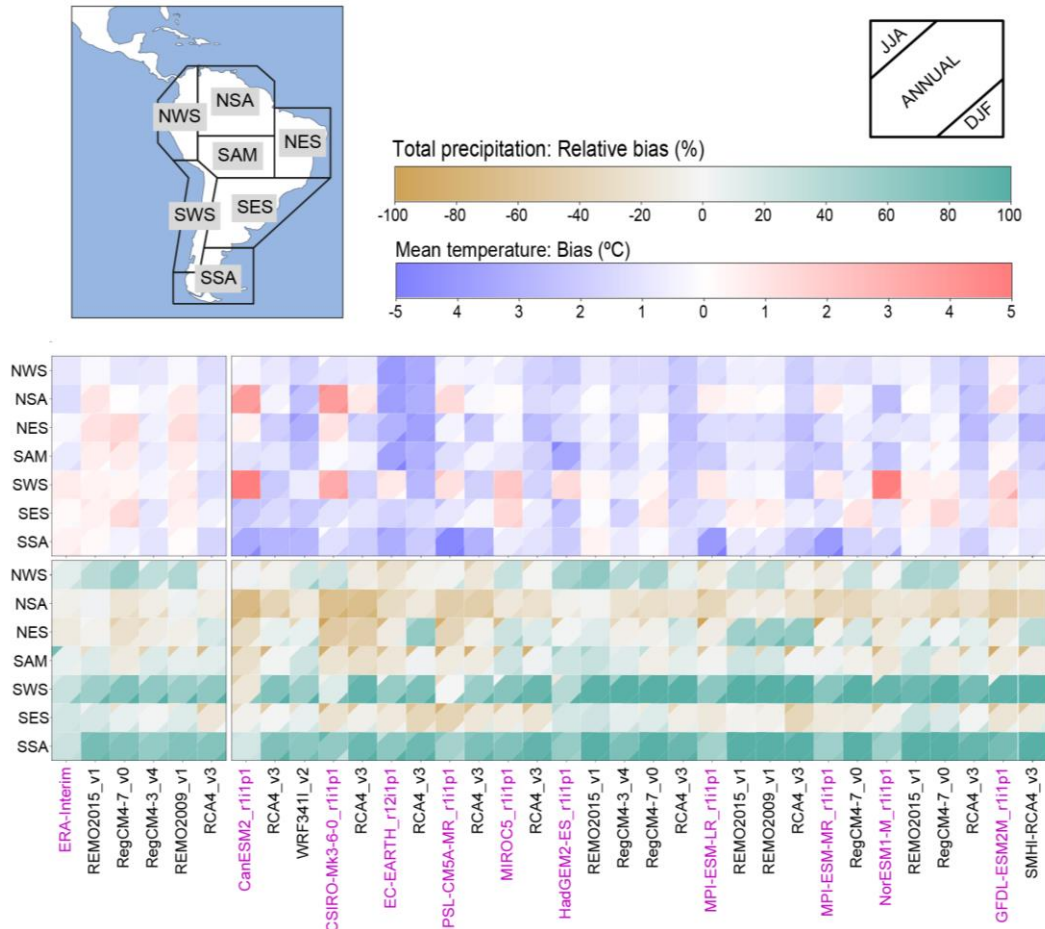 NWS
NSA
NES
SAM
SWS
SES
SSA
JJA
ANNUAL
DJF
Total precipitation: Relative bias (%)
-100 -80 -60 -40 -20 0 20 40 60 80 100
Mean temperature: Bias (ºC)
-5 4 3 2 1 0 1 2 3 4 5
NWS
NSA
NES
SAM
SWS
SES
SSA
NWS
NSA
NES
SAM
SWS
SES
SSA
ERA-Interim
REMO2015_v1
RegCM4-7_v0
RegCM4-3_v4
REMO2009_v1
RCA4_v3
CanESM2_r1i1p1
RCA4_v3
WRF341I_v2
CSIRO-Mk3-6-0_r1i1p1
RCA4_v3
EC-EARTH_r12i1p1
RCA4_v3
PSL-CM5A-MR_r1i1p1
RCA4_v3
MIROC5_r1i1p1
RCA4_v3
HadGEM2-ES_r1i1p1
REMO2015_v1
RegCM4-3_v4
RegCM4-7_v0
RCA4_v3
MPI-ESM-LR_r1i1p1
REMO2015_v1
REMO2009_v1
RCA4_v3
MPI-ESM-MR_r1i1p1
RegCM4-7_v0
NorESM1-M_r1i1p1
REMO2015_v1
RegCM4-7_v0
RCA4_v3
GFDL-ESM2M_r1i1p1
SMHI-RCA4_v3